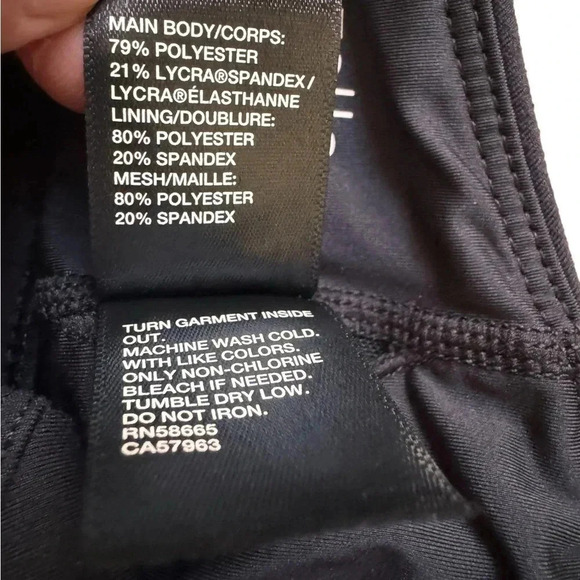 MAIN BODY/CORPS:
79% POLYESTER
21% LYCRA®SPANDEX/
LYCRA®ÉLASTHANNE
LINING/DOUBLURE:
80% POLYESTER
20% SPANDEX
MESH/MAILLE:
80% POLYESTER
20% SPANDEX
TURN GARMENT INSIDE
OUT.
MACHINE WASH COLD.
WITH LIKE COLORS.
ONLY NON-CHLORINE
BLEACH IF NEEDED.
TUMBLE DRY LOW.
DO NOT IRON.
RN58665
CA57963